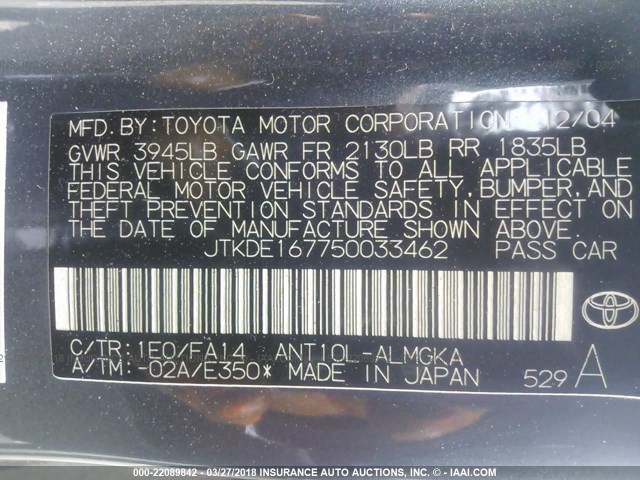 MFD. BY: TOYOTA MOTOR CORPORATION 12/04
GVWR 3945LB GAWR FR 2130LB RR 1835LB
THIS VEHICLE CONFORMS TO ALL APPLICABLE
FEDERAL MOTOR VEHICLE SAFETY, BUMPER, AND
THEFT PREVENTION STANDARDS IN EFFECT ON
THE DATE OF MANUFACTURE SHOWN ABOVE.
JTKDE167750033462 PASS CAR
C/TR: 1E0/FA14 ANT10L-ALMGKA
A/TM: -02A/E350* MADE IN JAPAN 529 A
000-22089842 - 03/27/2018 INSURANCE AUTO AUCTIONS, INC. - © - IAAI.COM